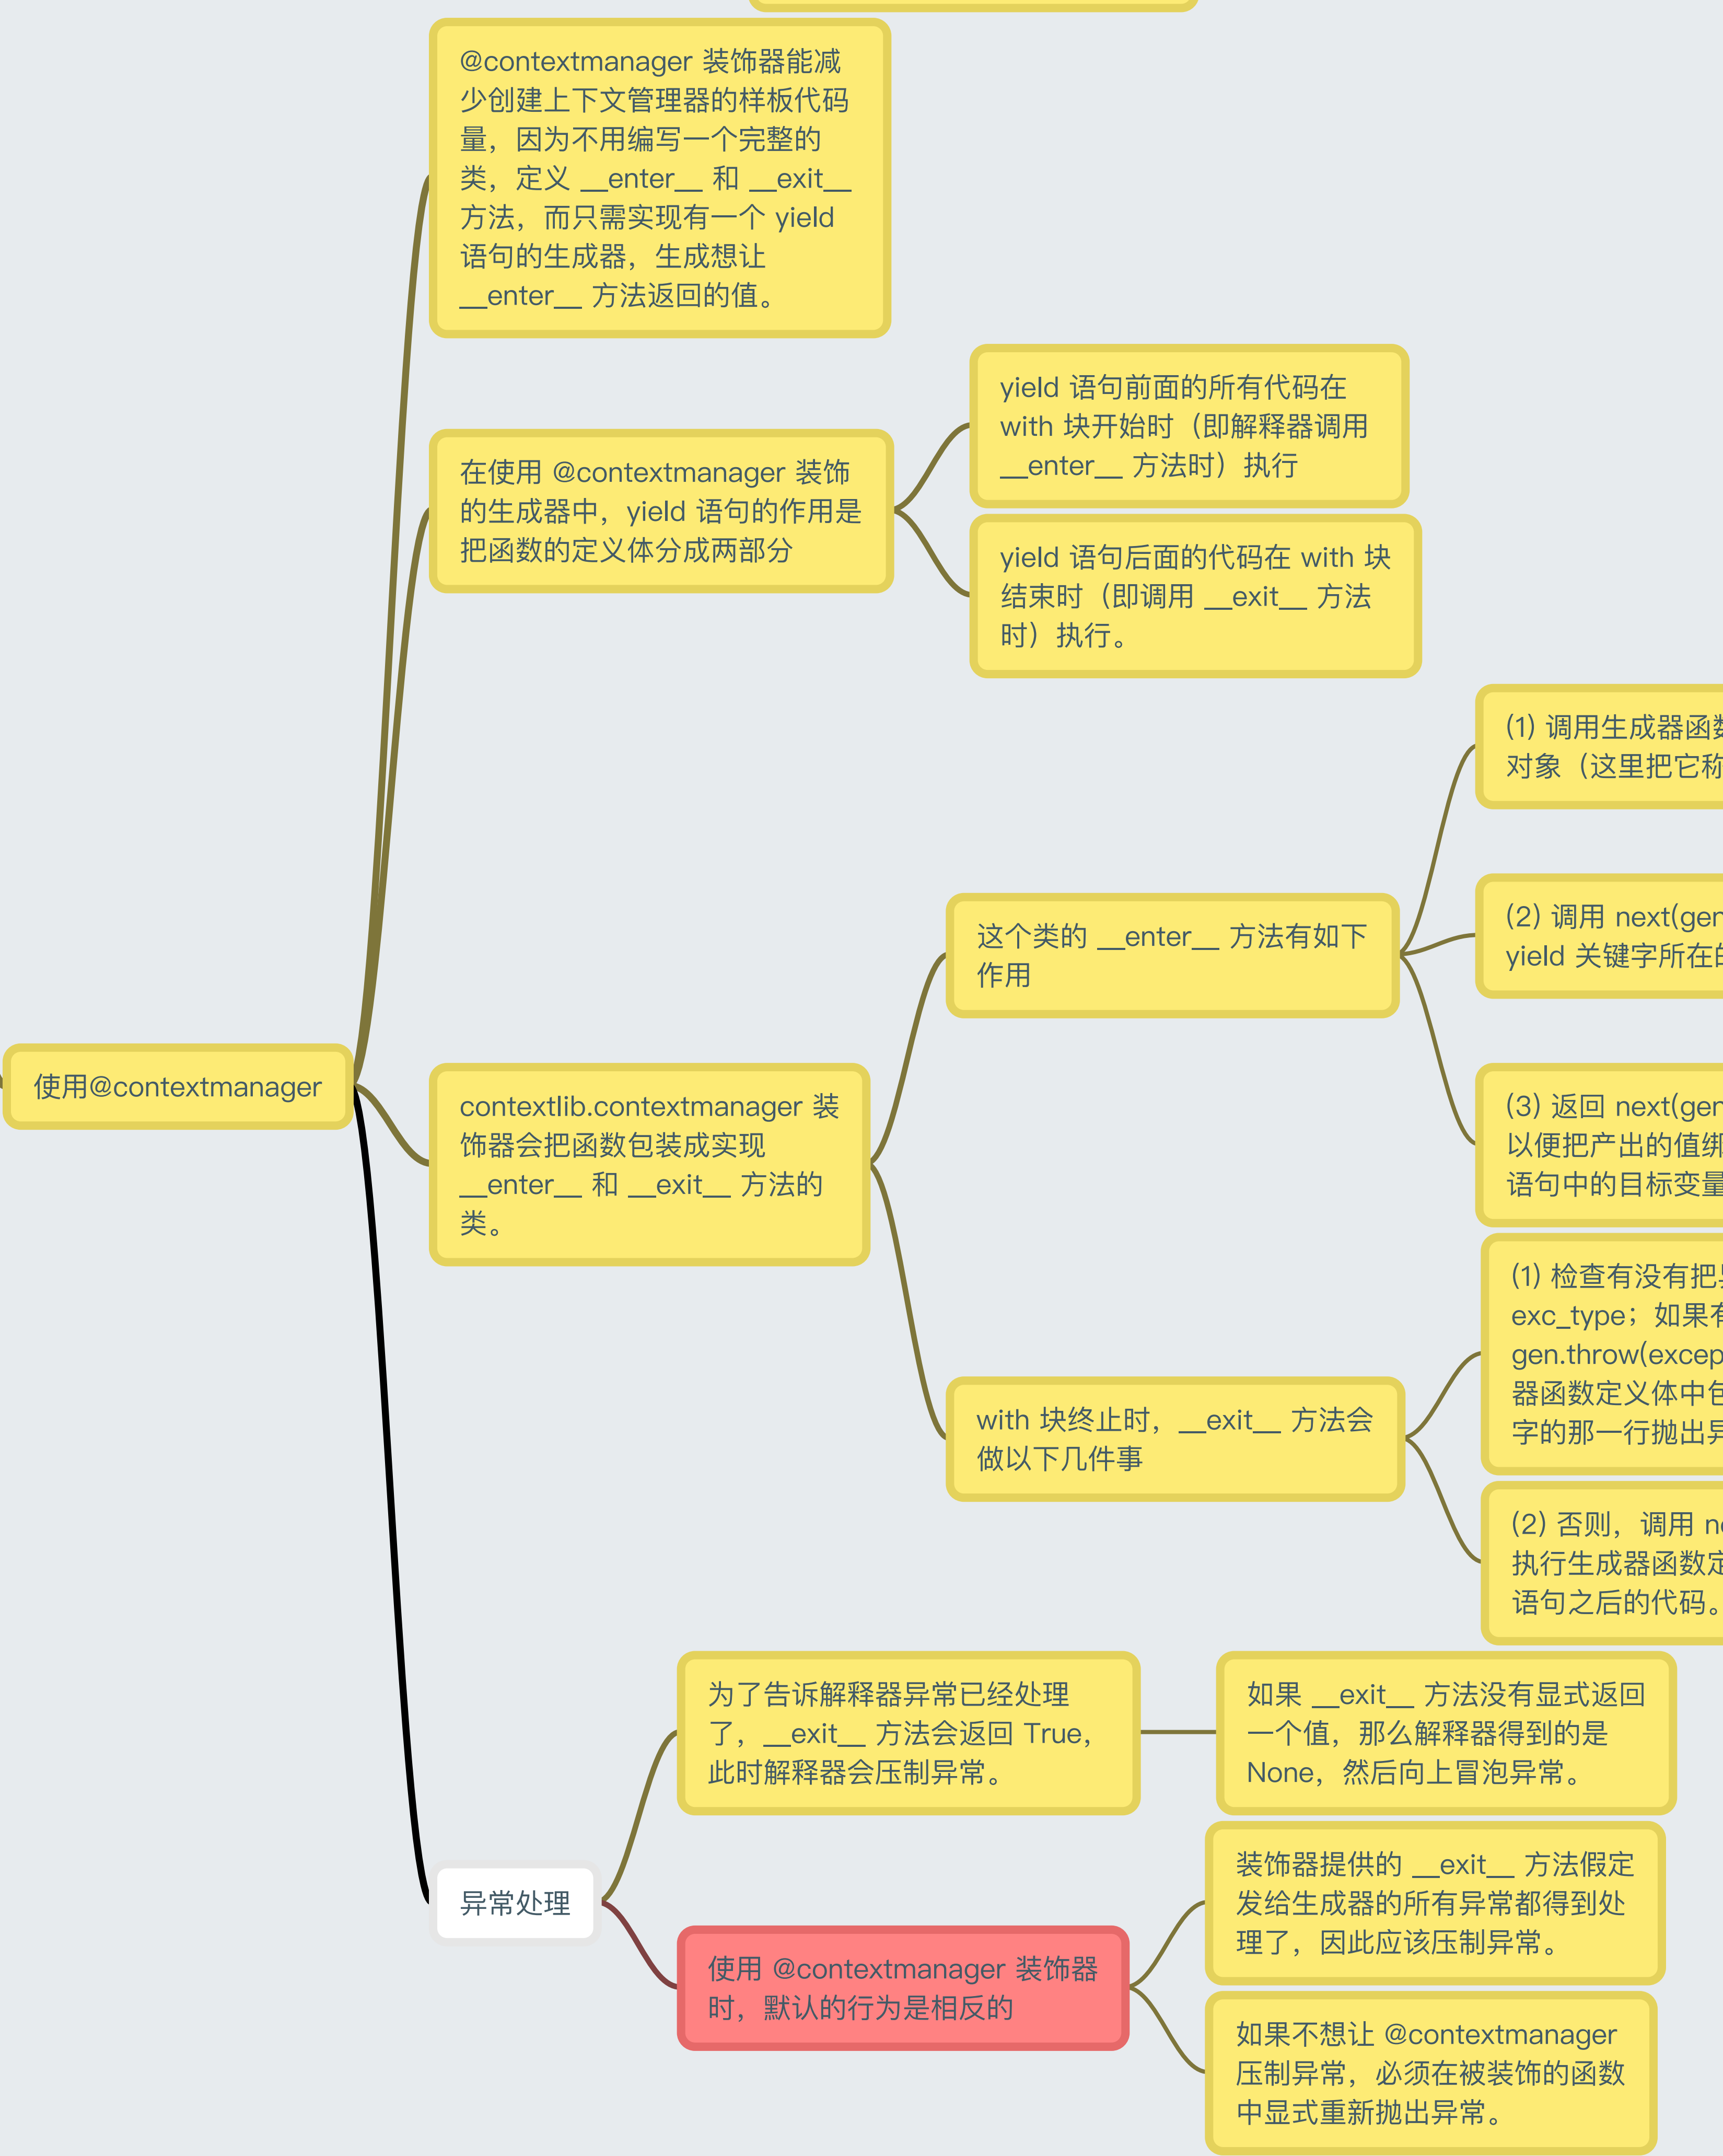 @contextmanager 装饰器能减
少创建上下文管理器的样板代码
量，因为不用编写一个完整的
类，定义 __enter__ 和 __exit__
方法，而只需实现有一个 yield
语句的生成器，生成想让
__enter__ 方法返回的值。
在使用 @contextmanager 装饰
的生成器中，yield 语句的作用是
把函数的定义体分成两部分
yield 语句前面的所有代码在
with 块开始时（即解释器调用
__enter__ 方法时）执行
yield 语句后面的代码在 with 块
结束时（即调用 __exit__ 方法
时）执行。
使用@contextmanager
contextlib.contextmanager 装
饰器会把函数包装成实现
__enter__ 和 __exit__ 方法的
类。
这个类的 __enter__ 方法有如下
作用
(1) 调用生成器函
对象（这里把它称
(2) 调用 next(gen
yield 关键字所在
(3) 返回 next(gen
以便把产出的值绑
语句中的目标变量
with 块终止时，__exit__ 方法会
做以下几件事
(1) 检查有没有把
exc_type；如果有
gen.throw(excep
器函数定义体中包
字的那一行抛出异
(2) 否则，调用 ne
执行生成器函数定
语句之后的代码。
异常处理
为了告诉解释器异常已经处理
了，__exit__ 方法会返回 True，
此时解释器会压制异常。
如果 __exit__ 方法没有显式返回
一个值，那么解释器得到的是
None，然后向上冒泡异常。
使用 @contextmanager 装饰器
时，默认的行为是相反的
装饰器提供的 __exit__ 方法假定
发给生成器的所有异常都得到处
理了，因此应该压制异常。
如果不想让 @contextmanager
压制异常，必须在被装饰的函数
中显式重新抛出异常。